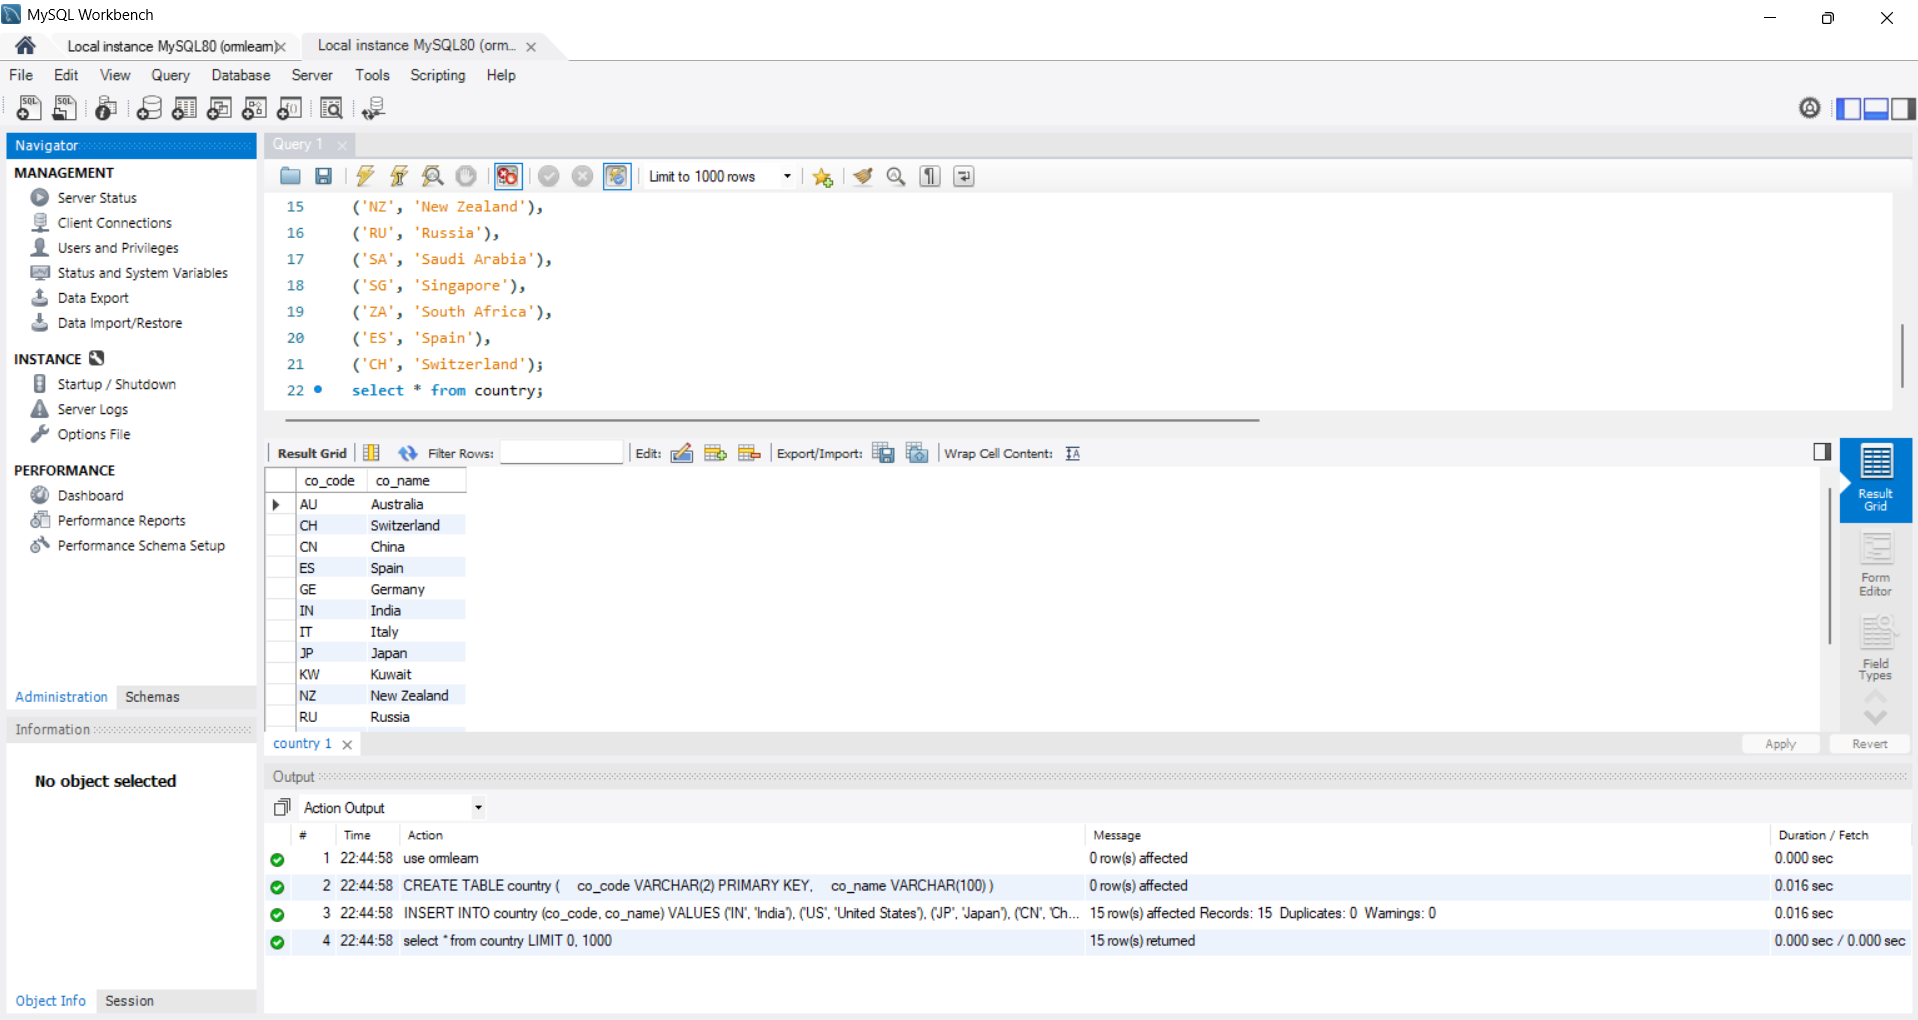 MySQL Workbench
Local instance MySQL80 (ormlearn)
Local instance MySQL80 (orm...
File Edit View Query Database Server Tools Scripting Help
Navigator
MANAGEMENT
Server Status
Client Connections
Users and Privileges
Status and System Variables
Data Export
Data Import/Restore
INSTANCE
Startup / Shutdown
Server Logs
Options File
PERFORMANCE
Dashboard
Performance Reports
Performance Schema Setup
Administration Schemas
Information
No object selected
Object Info Session
Query 1
Limit to 1000 rows
15 ('NZ', 'New Zealand'),
16 ('RU', 'Russia'),
17 ('SA', 'Saudi Arabia'),
18 ('SG', 'Singapore'),
19 ('ZA', 'South Africa'),
20 ('ES', 'Spain'),
21 ('CH', 'Switzerland');
22 select * from country;
Result Grid Filter Rows: Edit: Export/Import: Wrap Cell Content:
co_code co_name
AU Australia
CH Switzerland
CN China
ES Spain
GE Germany
IN India
IT Italy
JP Japan
KW Kuwait
NZ New Zealand
RU Russia
Result
Grid
Form
Editor
Field
Types
country 1
Apply Revert
Output
Action Output
# Time Action Message Duration / Fetch
1 22:44:58 use ormlearn 0 row(s) affected 0.000 sec
2 22:44:58 CREATE TABLE country ( co_code VARCHAR(2) PRIMARY KEY, co_name VARCHAR(100) ) 0 row(s) affected 0.016 sec
3 22:44:58 INSERT INTO country (co_code, co_name) VALUES ('IN', 'India'), ('US', 'United States'), ('JP', 'Japan'), ('CN', 'Ch... 15 row(s) affected Records: 15 Duplicates: 0 Warnings: 0 0.016 sec
4 22:44:58 select * from country LIMIT 0, 1000 15 row(s) returned 0.000 sec / 0.000 sec